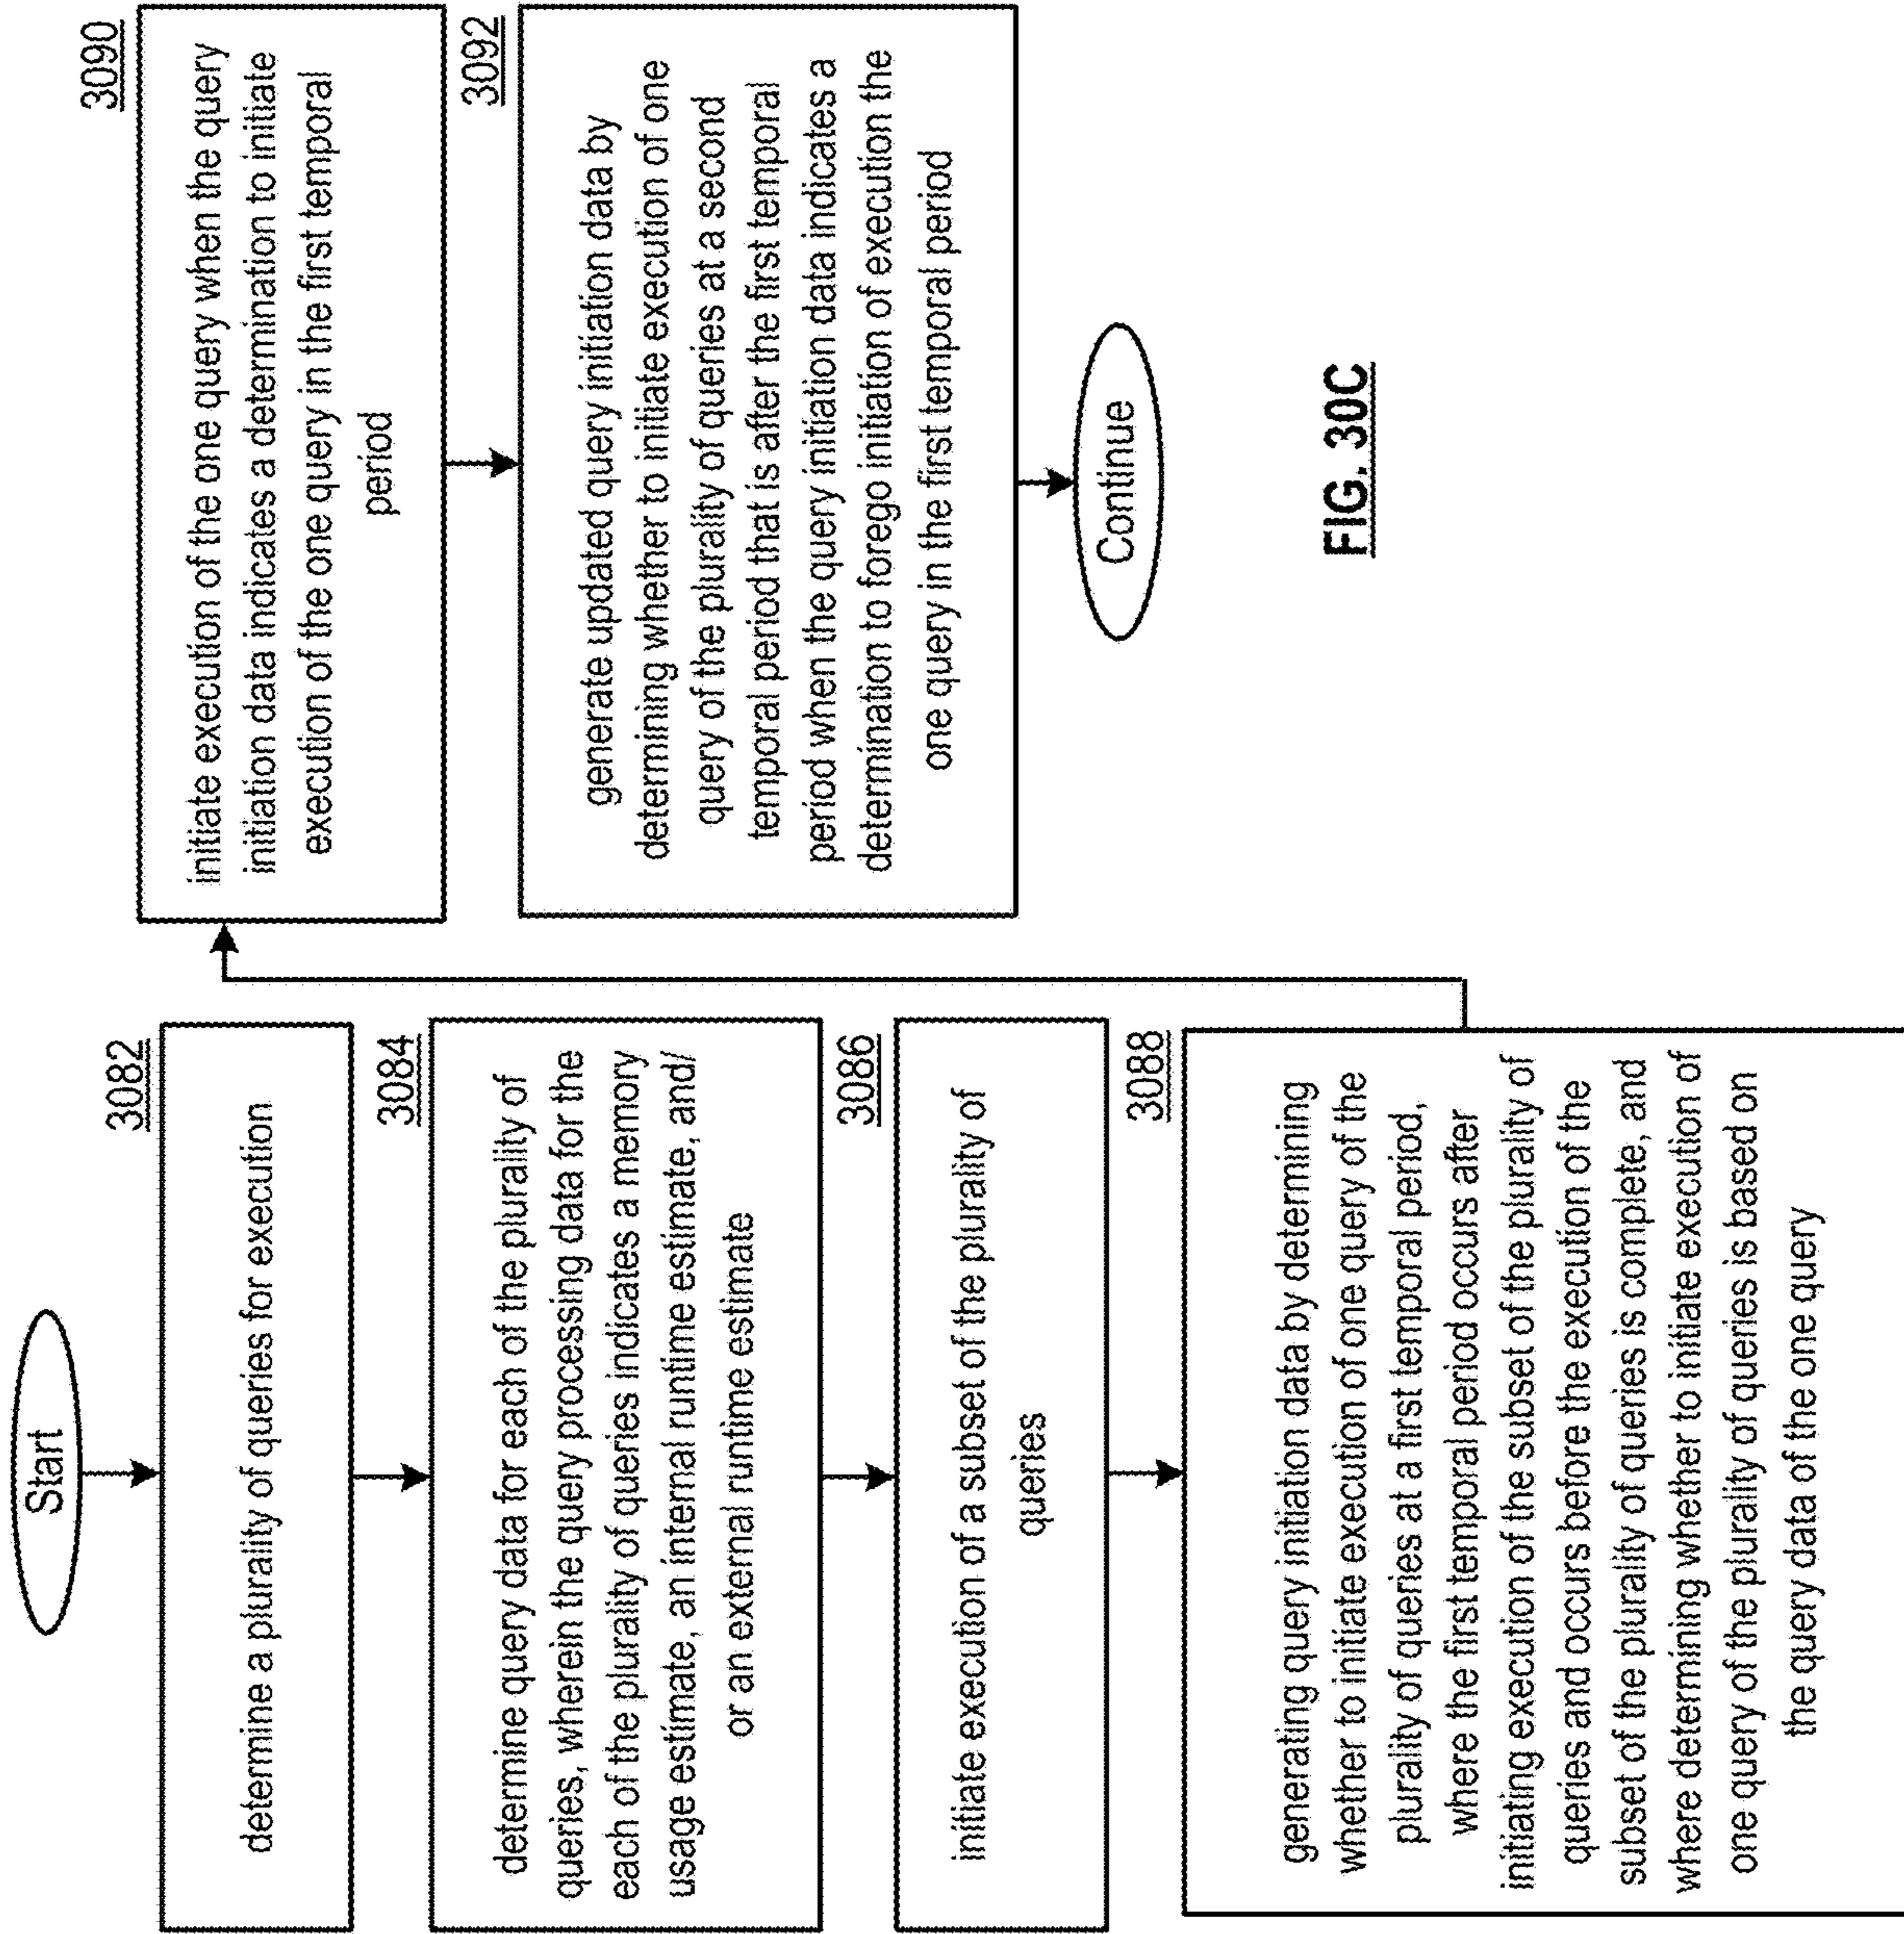 Start
3082
determine a plurality of queries for execution
3084
determine query data for each of the plurality of
queries, wherein the query processing data for the
each of the plurality of queries indicates a memory
usage estimate, an internal runtime estimate, and/
or an external runtime estimate
3086
initiate execution of a subset of the plurality of
queries
3088
generating query initiation data by determining
whether to initiate execution of one query of the
plurality of queries at a first temporal period,
where the first temporal period occurs after
initiating execution of the subset of the plurality of
queries and occurs before the execution of the
subset of the plurality of queries is complete, and
where determining whether to initiate execution of
one query of the plurality of queries is based on
the query data of the one query
3090
initiate execution of the one query when the query
initiation data indicates a determination to initiate
execution of the one query in the first temporal
period
3092
generate updated query initiation data by
determining whether to initiate execution of one
query of the plurality of queries at a second
temporal period that is after the first temporal
period when the query initiation data indicates a
determination to forego initiation of execution the
one query in the first temporal period
Continue
FIG. 30C